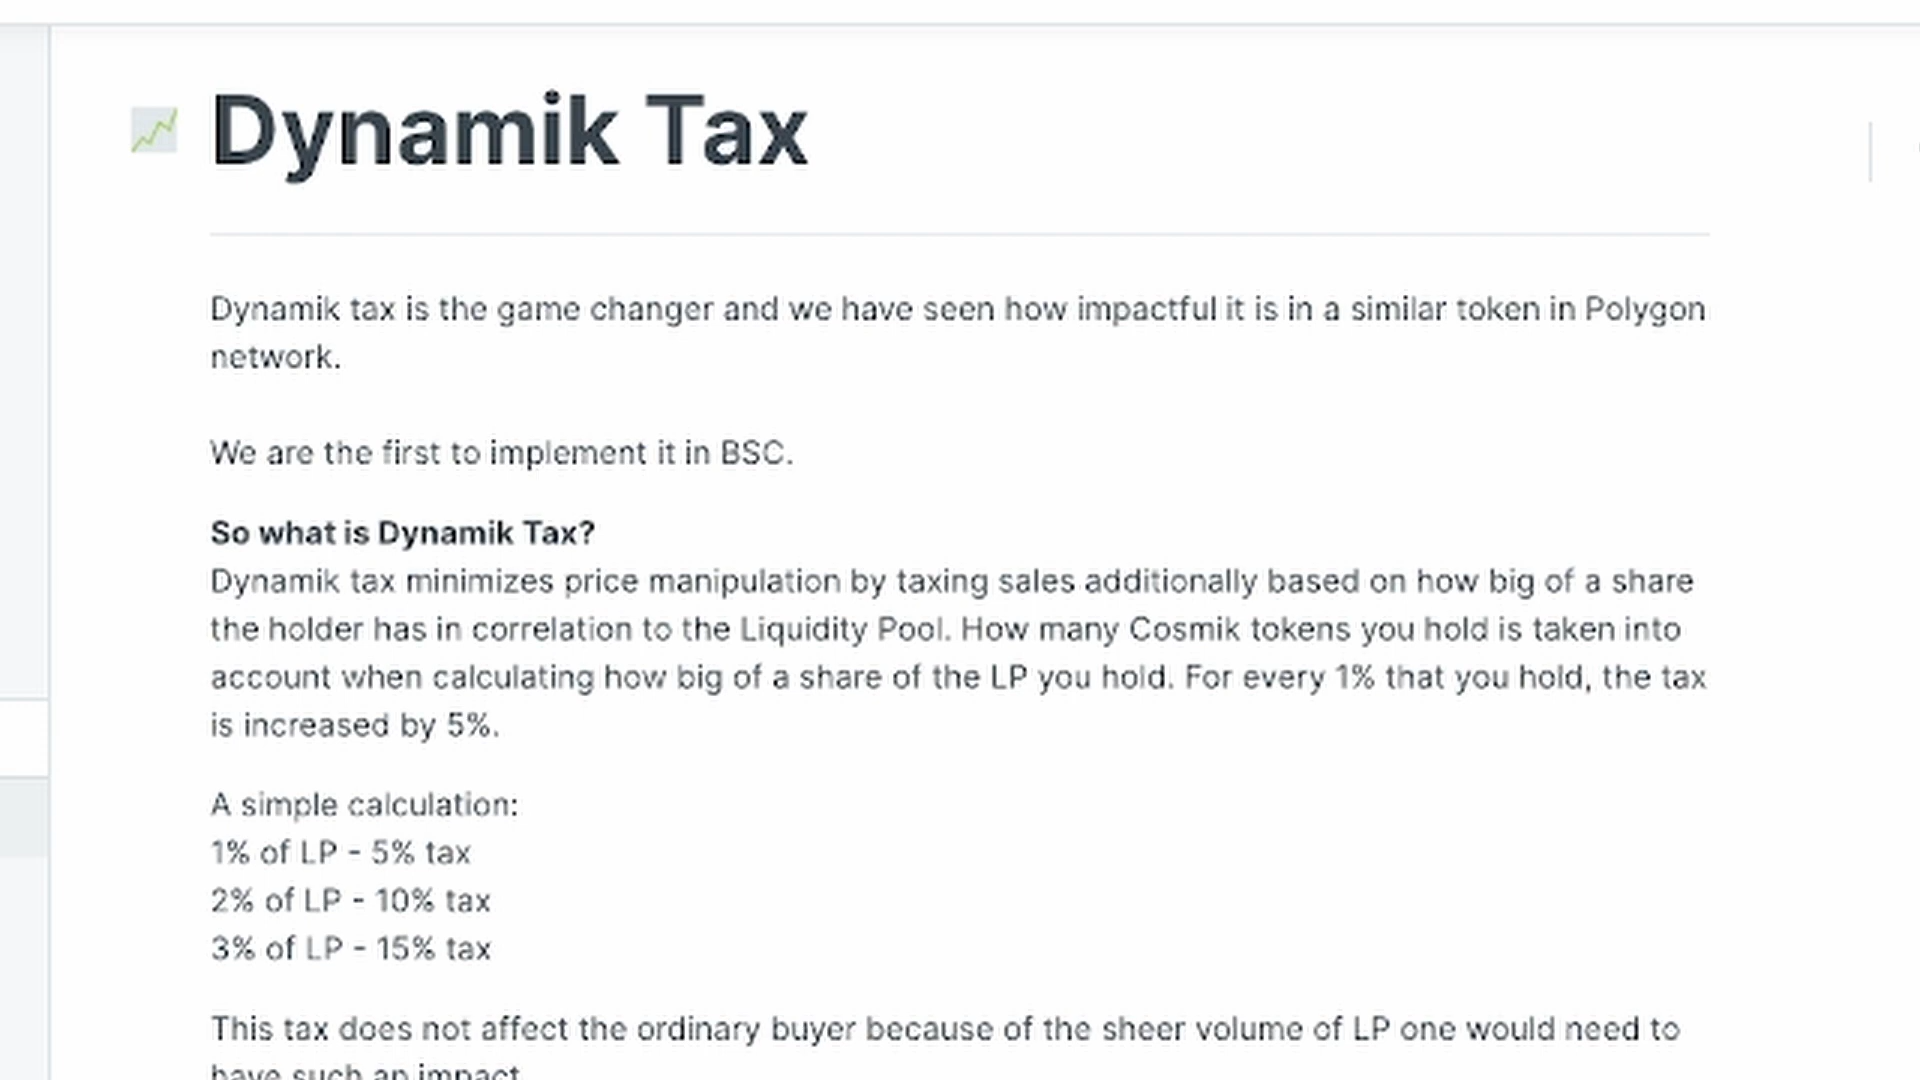 Dynamik Tax
Dynamik tax is the game changer and we have seen how impactful it is in a similar token in Polygon
network.
We are the first to implement it in BSC.
So what is Dynamik Tax?
Dynamik tax minimizes price manipulation by taxing sales additionally based on how big of a share
the holder has in correlation to the Liquidity Pool. How many Cosmik tokens you hold is taken into
account when calculating how big of a share of the LP you hold. For every 1% that you hold, the tax
is increased by 5%.
A simple calculation:
1% of LP - 5% tax
2% of LP - 10% tax
3% of LP - 15% tax
This tax does not affect the ordinary buyer because of the sheer volume of LP one would need to
have such an impact.